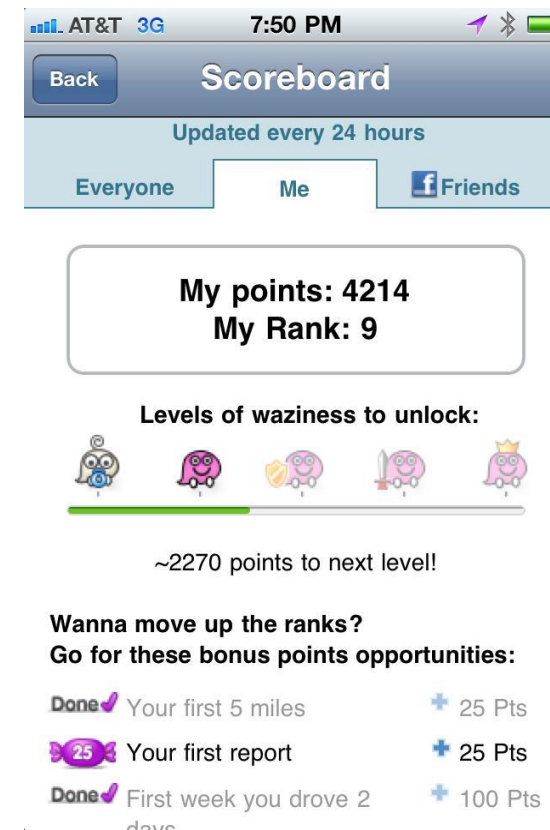 AT&T 3G 7:50 PM
Back Scoreboard
Updated every 24 hours
Everyone Me f Friends
My points: 4214
My Rank: 9
Levels of waziness to unlock:
~2270 points to next level!
Wanna move up the ranks?
Go for these bonus points opportunities:
Done Your first 5 miles + 25 Pts
25 Your first report + 25 Pts
Done First week you drove 2 + 100 Pts
days